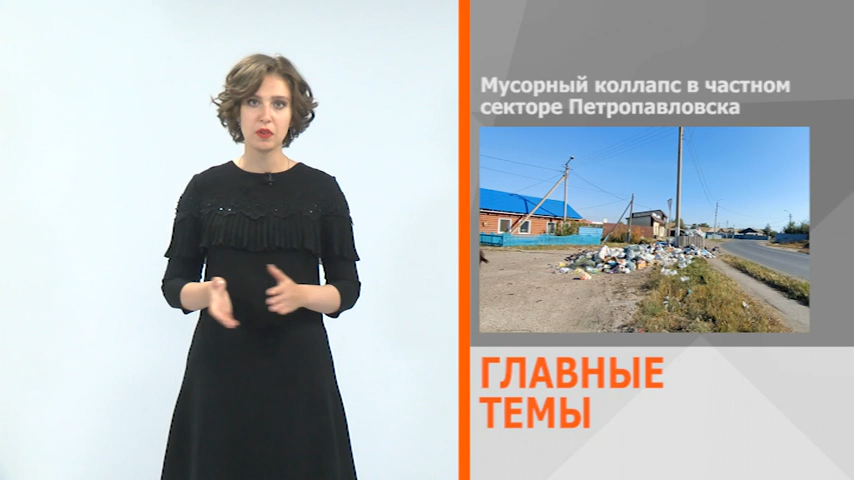 Мусорный коллапс в частном
секторе Петропавловска
ГЛАВНЫЕ
ТЕМЫ